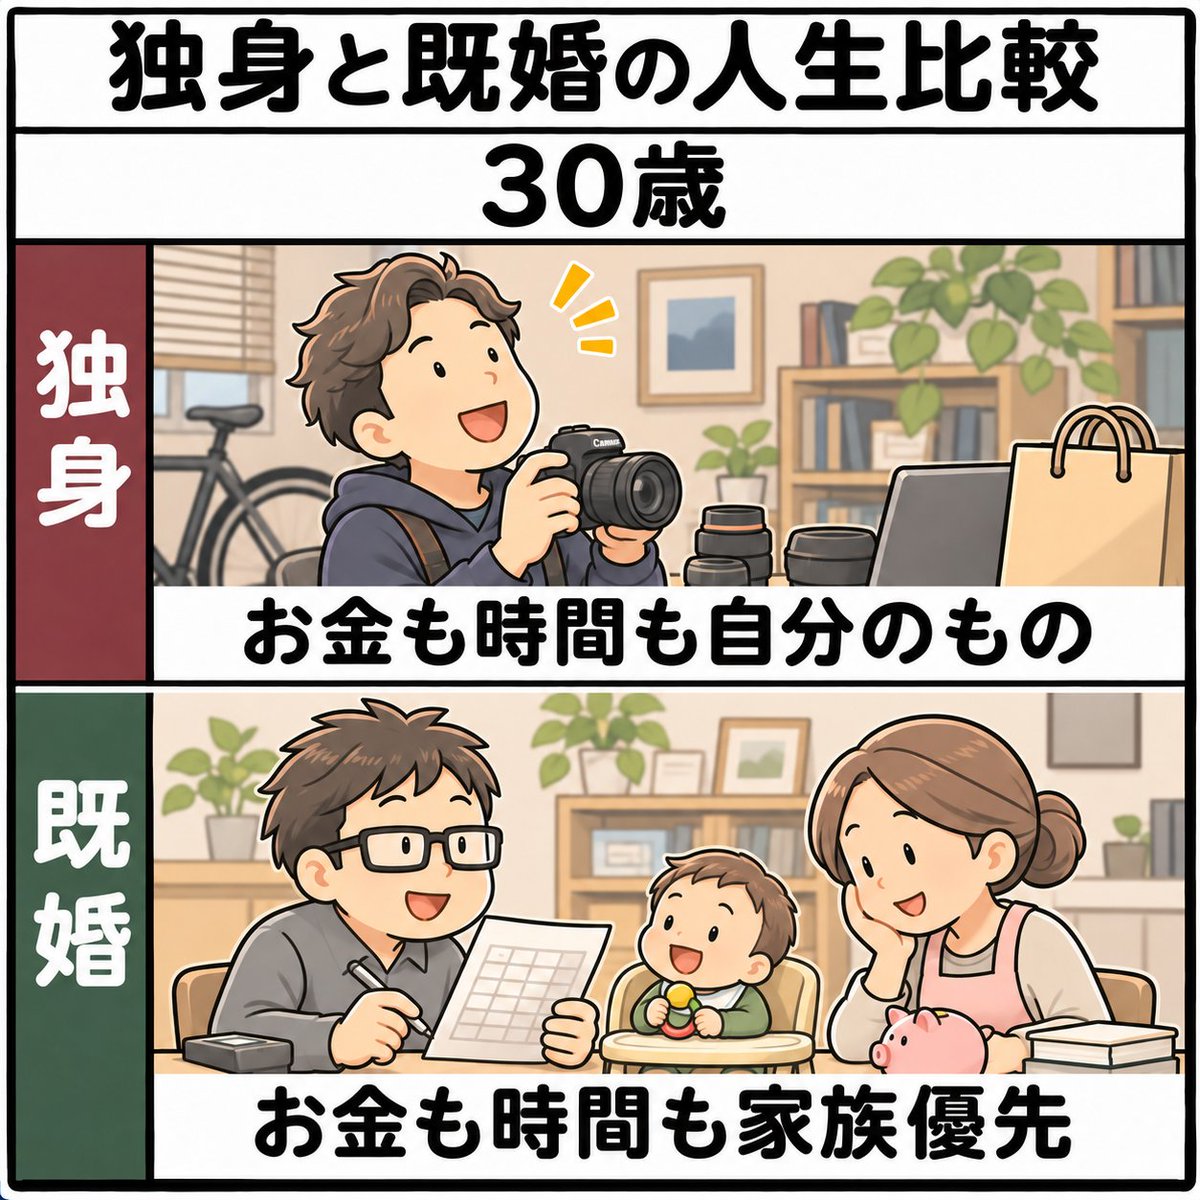 独身と既婚の人生比較
30歳
独身
お金も時間も自分のもの
既婚
お金も時間も家族優先